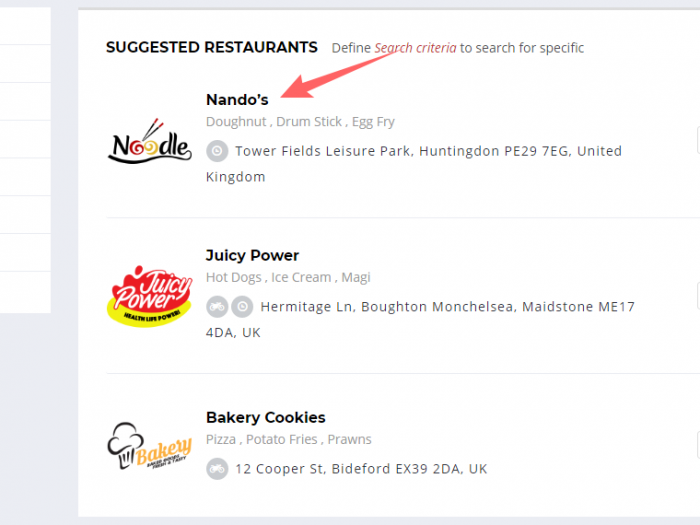 SUGGESTED RESTAURANTS Define Search criteria to search for specific
Nando's
Doughnut , Drum Stick , Egg Fry
Noodle
Tower Fields Leisure Park, Huntingdon PE29 7EG, United
Kingdom
Juicy Power
Hot Dogs , Ice Cream , Magi
Juicy
Power
HEALTH LIFE POWER!
Hermitage Ln, Boughton Monchelsea, Maidstone ME17
4DA, UK
Bakery Cookies
Pizza , Potato Fries , Prawns
Bakery
12 Cooper St, Bideford EX39 2DA, UK